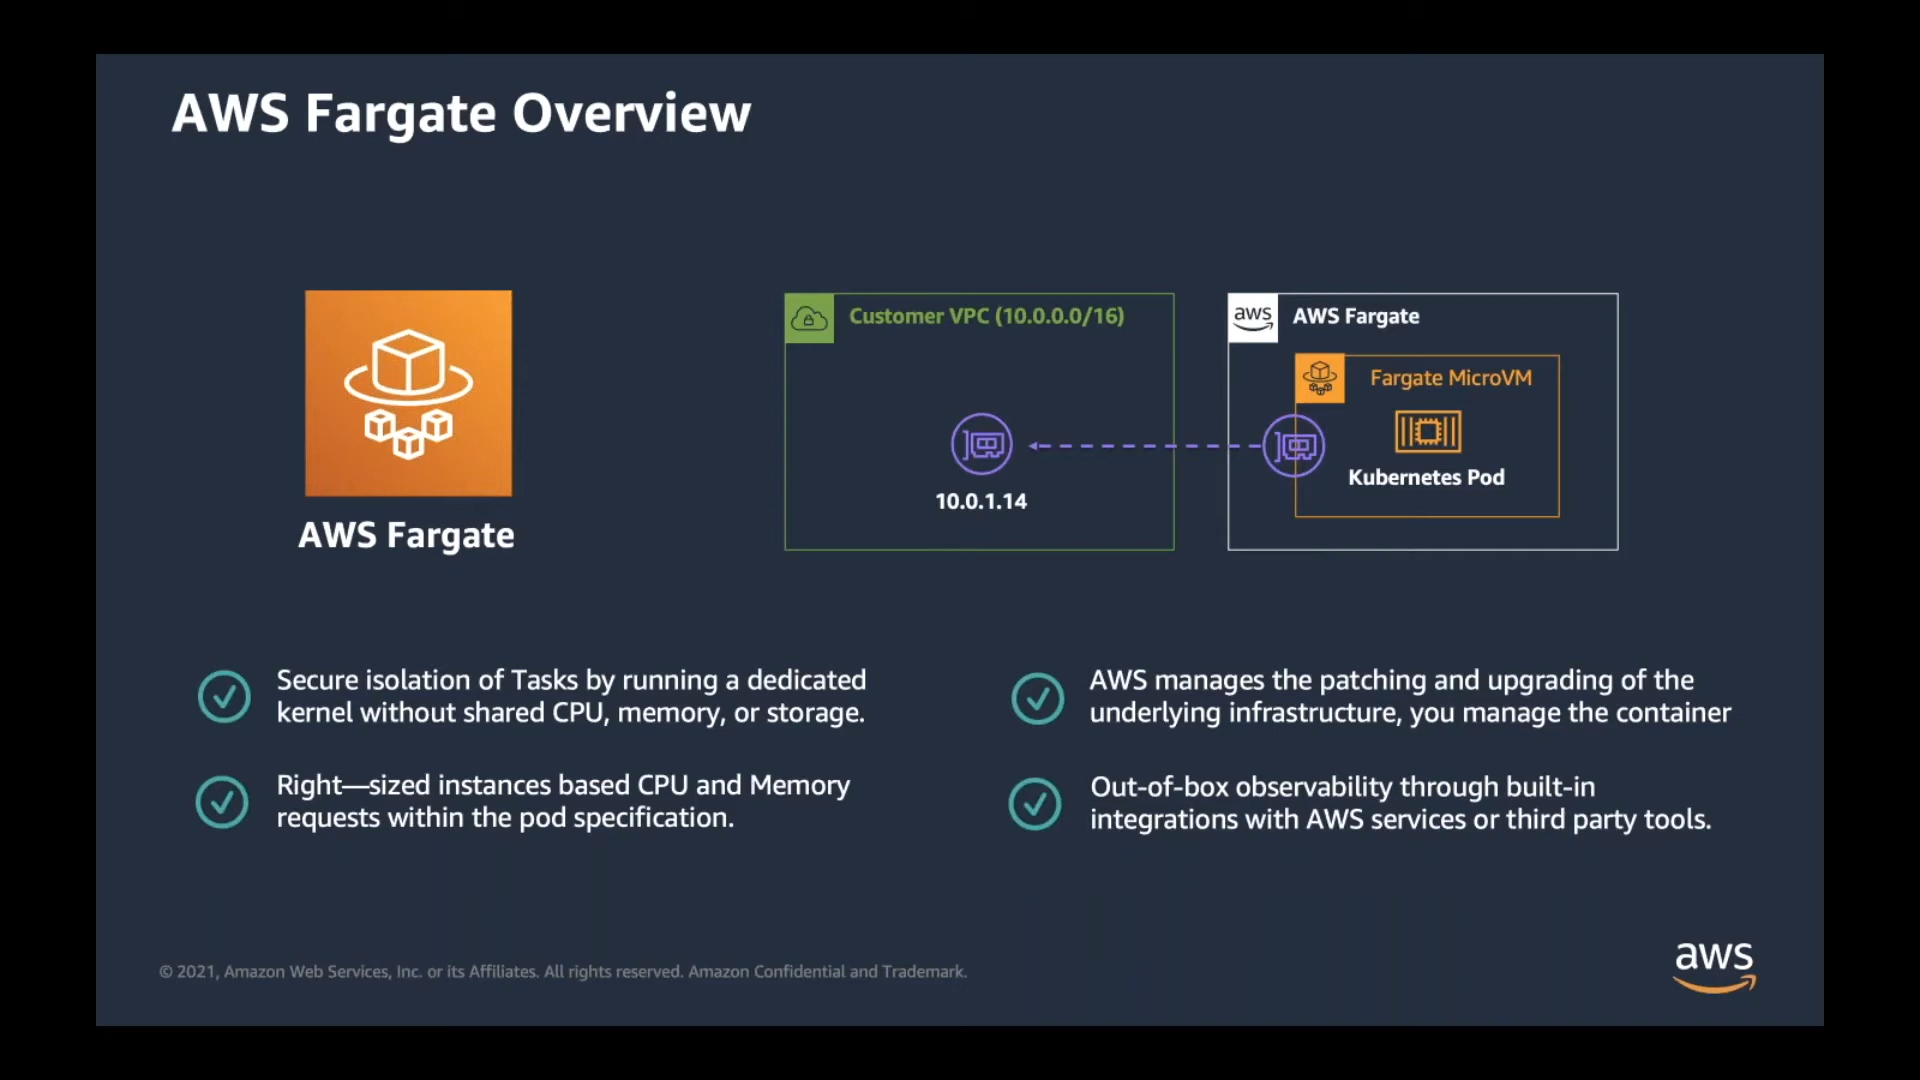 AWS Fargate Overview
Customer VPC (10.0.0.0/16)
aws
AWS Fargate
Fargate MicroVM
Kubernetes Pod
10.0.1.14
AWS Fargate
Secure isolation of Tasks by running a dedicated
kernel without shared CPU, memory, or storage.
Right—sized instances based CPU and Memory
requests within the pod specification.
AWS manages the patching and upgrading of the
underlying infrastructure, you manage the container
Out-of-box observability through built-in
integrations with AWS services or third party tools.
© 2021, Amazon Web Services, Inc. or its Affiliates. All rights reserved. Amazon Confidential and Trademark.
aws